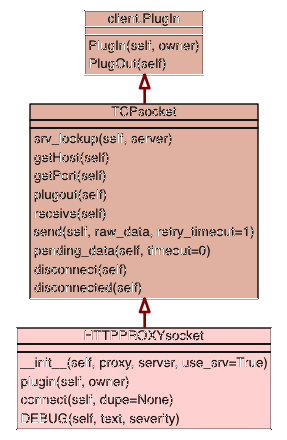 client.PlugIn
PlugIn(self, owner)
PlugOut(self)
TCPsocket
srv_lookup(self, server)
getHost(self)
getPort(self)
plugout(self)
receive(self)
send(self, raw_data, retry_timeout=1)
pending_data(self, timeout=0)
disconnect(self)
disconnected(self)
HTTPPROXYsocket
__init__(self, proxy, server, use_srv=True)
plugin(self, owner)
connect(self, dupe=None)
DEBUG(self, text, severity)